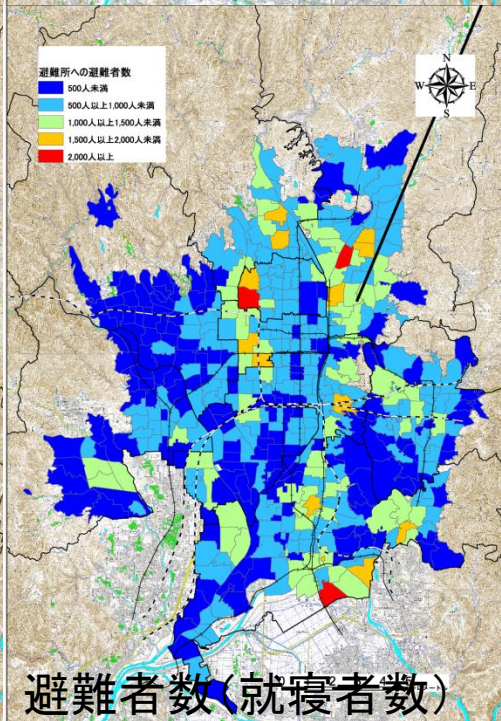 避難所への避難者数
500人未満
500人以上1,000人未満
1,000人以上1,500人未満
1,500人以上2,000人未満
2,000人以上
N
W E
S
避難者数(就寝者数)